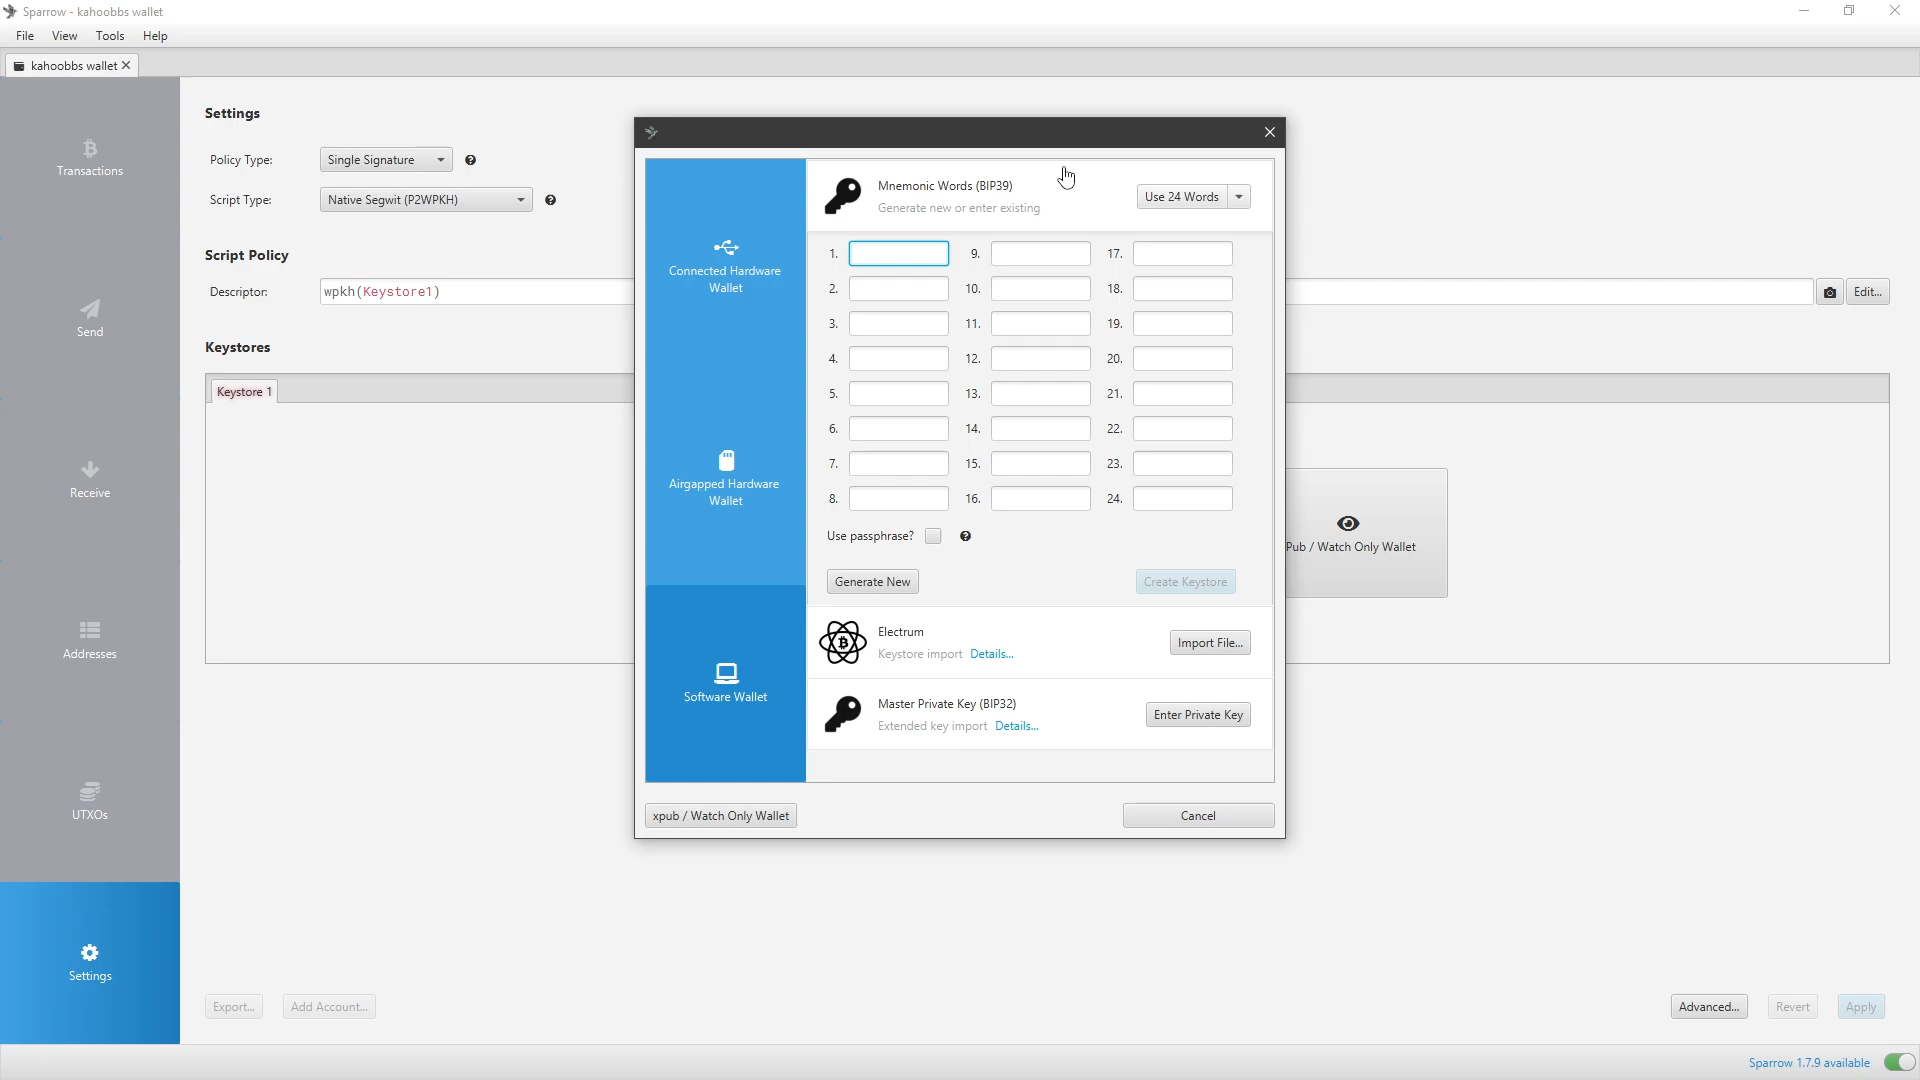 Sparrow - kahoobbs wallet
File View Tools Help
kahoobbs wallet
Transactions
Send
Receive
Addresses
UTXOs
Settings
Settings
Policy Type: Single Signature
Script Type: Native Segwit (P2WPKH)
Script Policy
Descriptor: wpkh(Keystore1)
Edit...
Keystores
Keystore 1
Pub / Watch Only Wallet
Connected Hardware
Wallet
Airgapped Hardware
Wallet
Software Wallet
Mnemonic Words (BIP39)
Generate new or enter existing
Use 24 Words
1. 9. 17.
2. 10. 18.
3. 11. 19.
4. 12. 20.
5. 13. 21.
6. 14. 22.
7. 15. 23.
8. 16. 24.
Use passphrase?
Generate New Create Keystore
Electrum
Keystore import Details...
Import File...
Master Private Key (BIP32)
Extended key import Details...
Enter Private Key
xpub / Watch Only Wallet Cancel
Export... Add Account... Advanced... Revert Apply
Sparrow 1.7.9 available